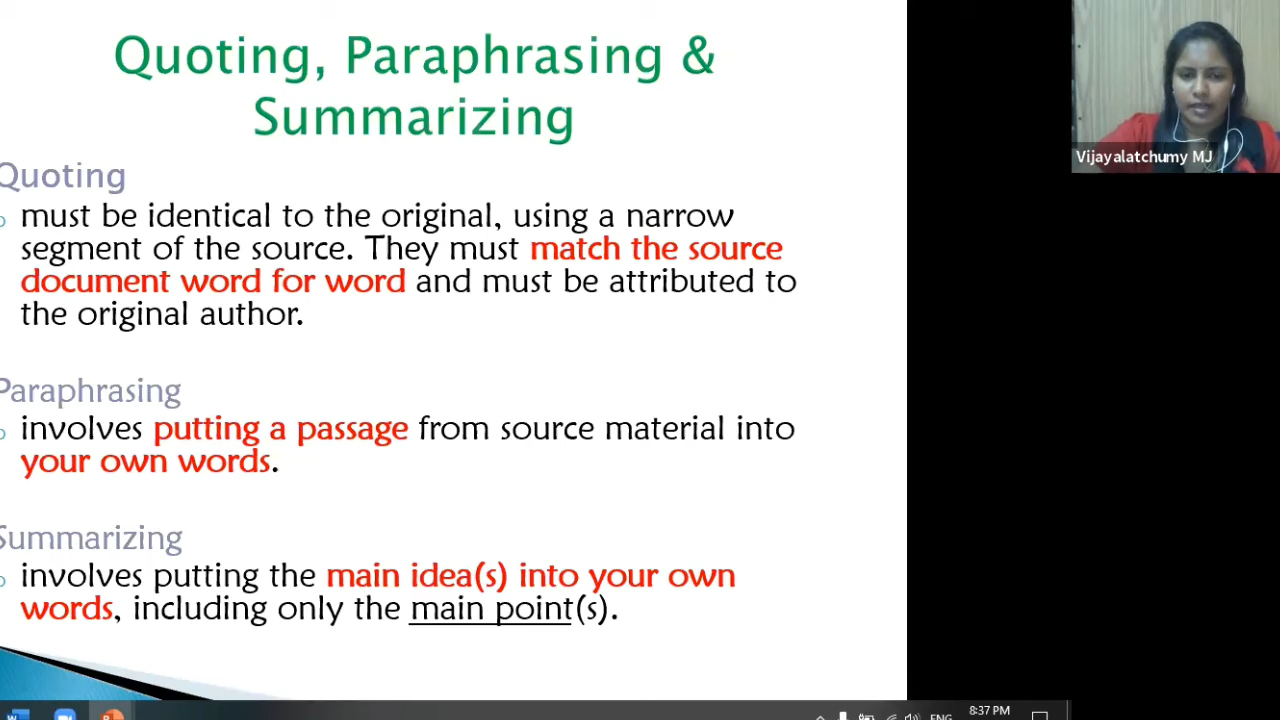 Quoting, Paraphrasing &
Summarizing
Quoting
must be identical to the original, using a narrow
segment of the source. They must match the source
document word for word and must be attributed to
the original author.
Paraphrasing
involves putting a passage from source material into
your own words.
Summarizing
involves putting the main idea(s) into your own
words, including only the main point(s).
Vijayalatchumy MJ
ENG
8:37 PM